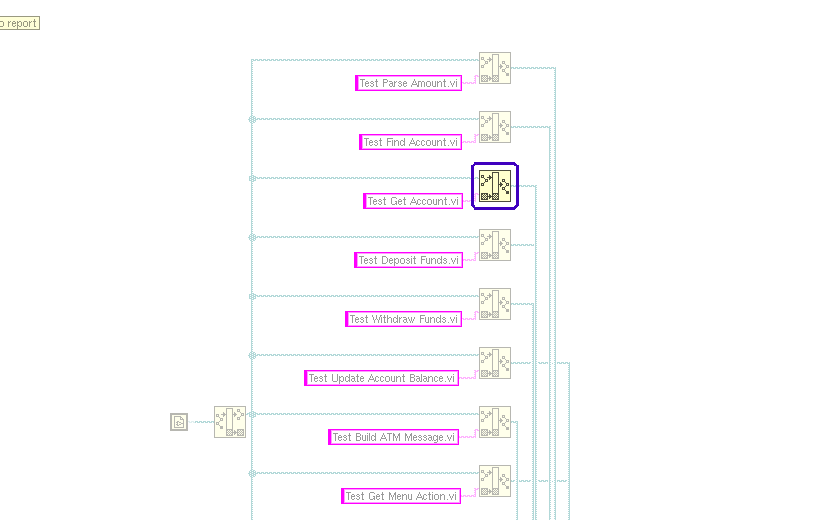 o report
Test Parse Amount.vi
Test Find Account.vi
Test Get Account.vi
Test Deposit Funds.vi
Test Withdraw Funds.vi
Test Update Account Balance.vi
Test Build ATM Message.vi
Test Get Menu Action.vi